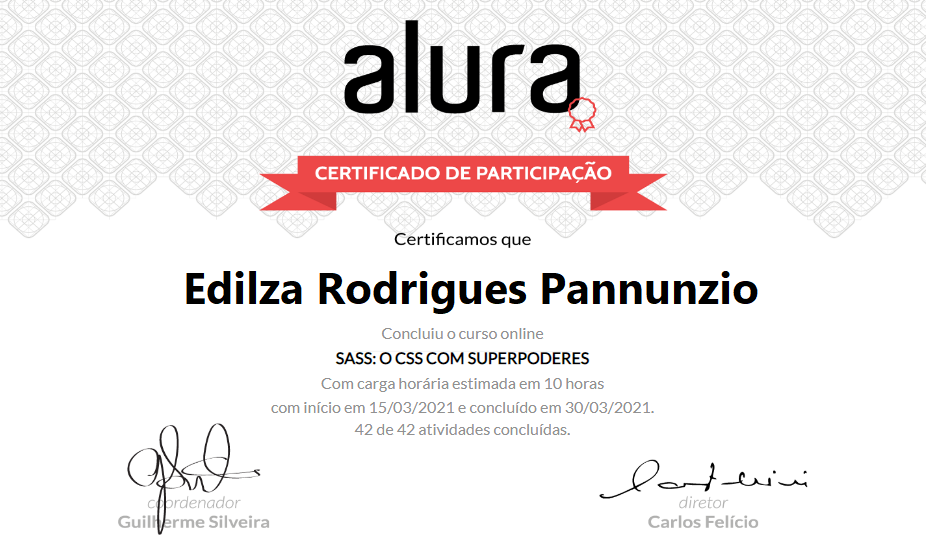 alura
CERTIFICADO DE PARTICIPAÇÃO
Certificamos que
Edilza Rodrigues Pannunzio
Concluiu o curso online
SASS: O CSS COM SUPERPODERES
Com carga horária estimada em 10 horas
com início em 15/03/2021 e concluído em 30/03/2021.
42 de 42 atividades concluídas.
coordenador
Guilherme Silveira
diretor
Carlos Felício